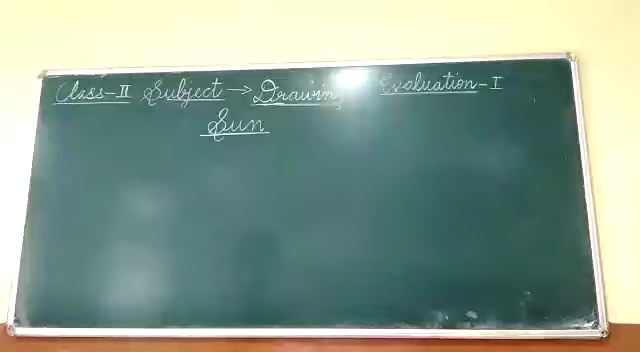 Class-II Subject → Drawing Evaluation-I
Sun